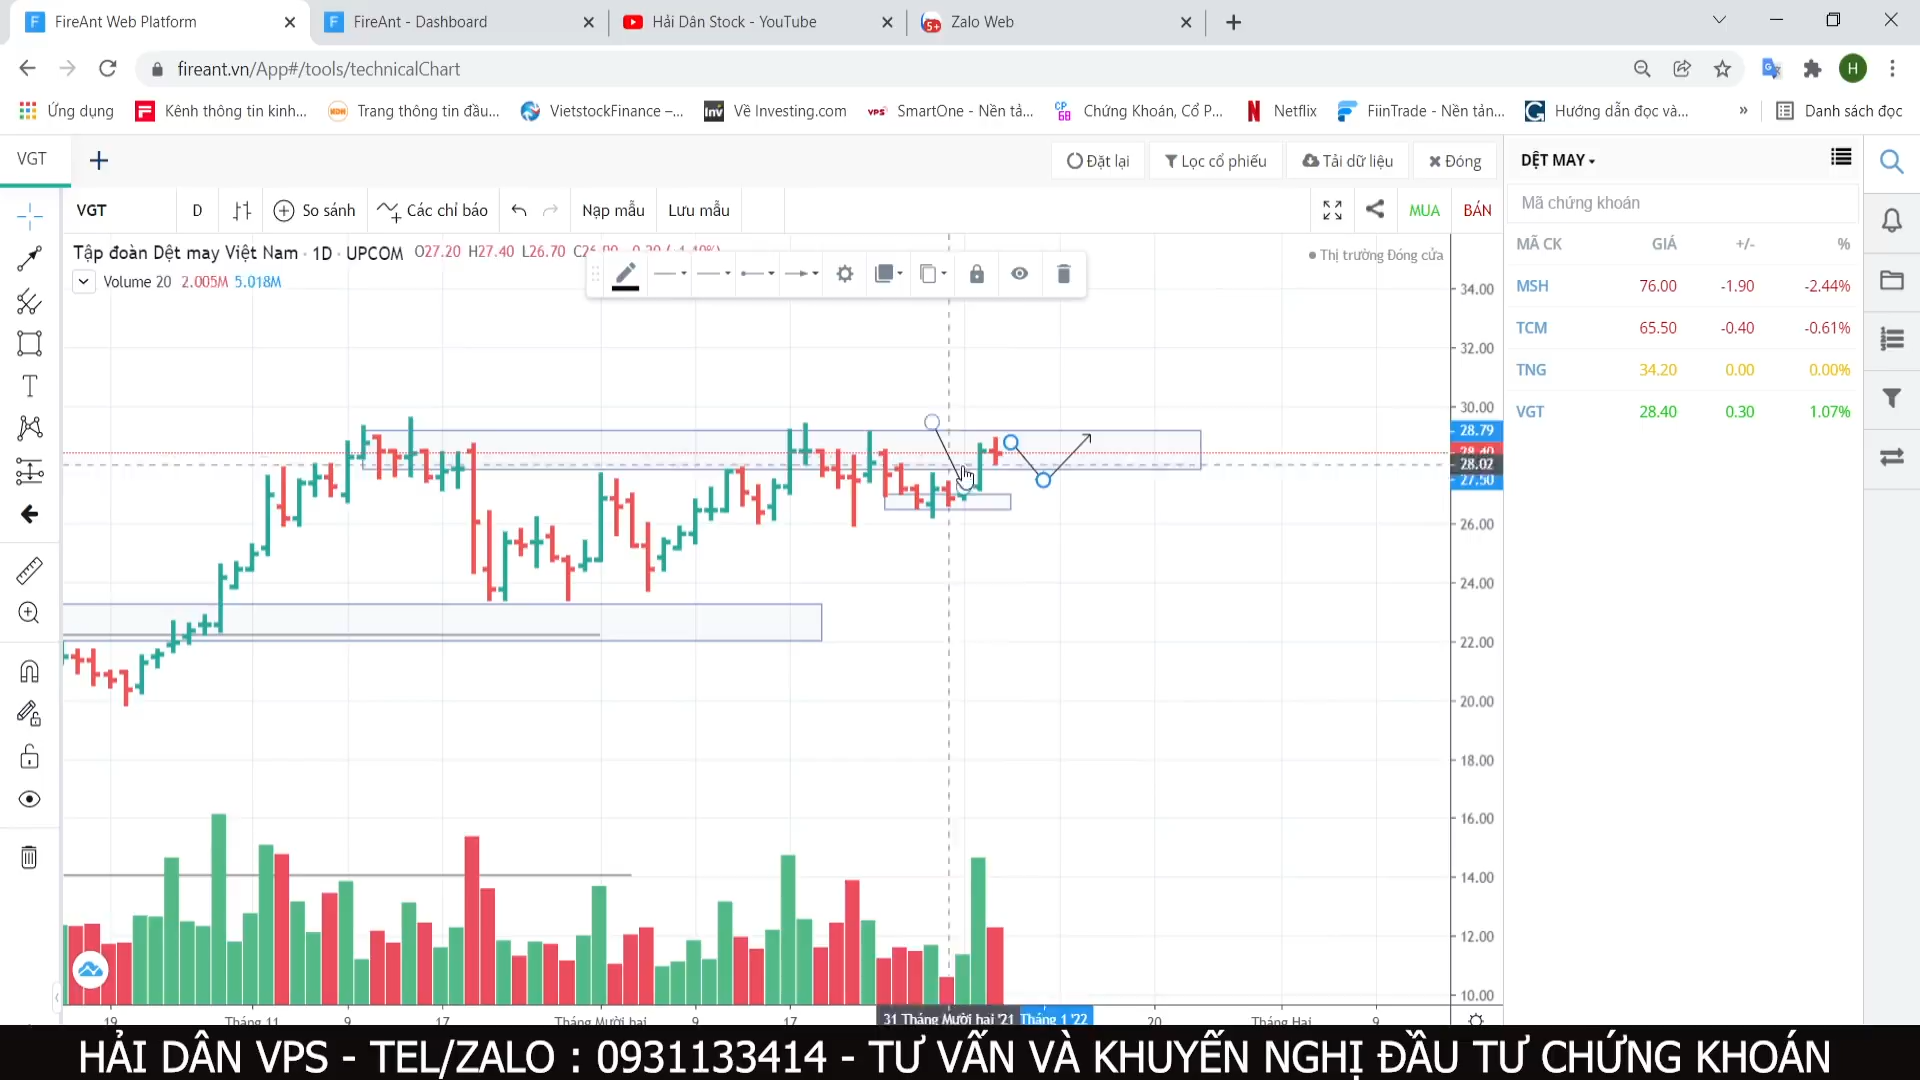 FireAnt Web Platform
FireAnt - Dashboard
Hải Dân Stock - YouTube
Zalo Web
fireant.vn/App#/tools/technicalChart
H
Ứng dụng
Kênh thông tin kinh...
Trang thông tin đầu...
VietstockFinance –...
Về Investing.com
SmartOne - Nền tả...
Chứng Khoán, Cổ P...
Netflix
FiinTrade - Nền tản...
Hướng dẫn đọc và...
»
Danh sách đọc
VGT
Đặt lại
Lọc cổ phiếu
Tải dữ liệu
Đóng
DỆT MAY
VGT
D
So sánh
Các chỉ báo
Nạp mẫu
Lưu mẫu
MUA
BÁN
Mã chứng khoán
Tập đoàn Dệt may Việt Nam · 1D · UPCOM O27.20 H27.40 L26.70
Thị trường Đóng cửa
Volume 20 2.005M 5.018M
MÃ CK GIÁ +/- %
MSH 76.00 -1.90 -2.44%
TCM 65.50 -0.40 -0.61%
TNG 34.20 0.00 0.00%
VGT 28.40 0.30 1.07%
34.00
32.00
30.00
28.79
28.40
28.02
27.50
26.00
24.00
22.00
20.00
18.00
16.00
14.00
12.00
10.00
19
Tháng 11
9
17
Tháng Mười hai
9
17
31 Tháng Mười hai '21
Tháng 1 '22
20
Tháng Hai
9
HẢI DÂN VPS - TEL/ZALO : 0931133414 - TƯ VẤN VÀ KHUYẾN NGHỊ ĐẦU TƯ CHỨNG KHOÁN